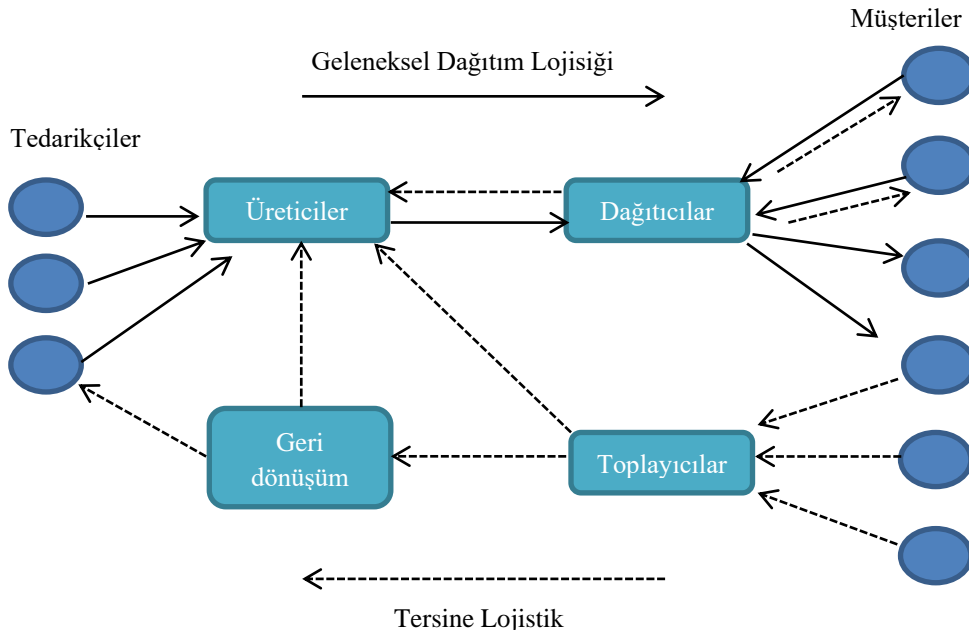 Müşteriler
Geleneksel Dağıtım Lojisiği
Tedarikçiler
Üreticiler
Dağıtıcılar
Geri
dönüşüm
Toplayıcılar
Tersine Lojistik